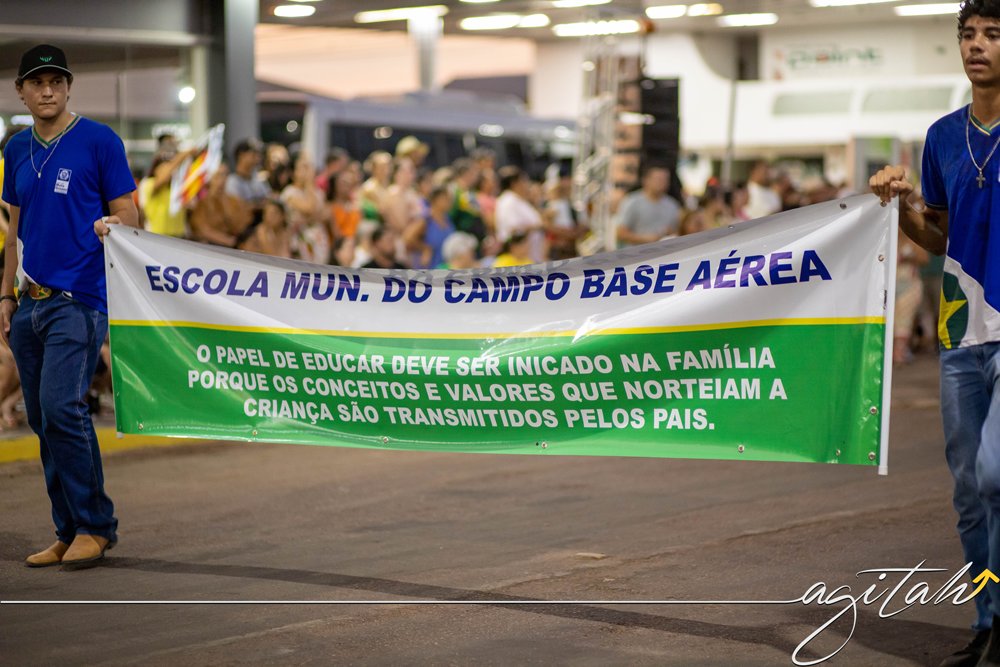 ESCOLA MUN. DO CAMPO BASE AÉREA
O PAPEL DE EDUCAR DEVE SER INICADO NA FAMÍLIA
PORQUE OS CONCEITOS E VALORES QUE NORTEIAM A
CRIANÇA SÃO TRANSMITIDOS PELOS PAIS.
agitah